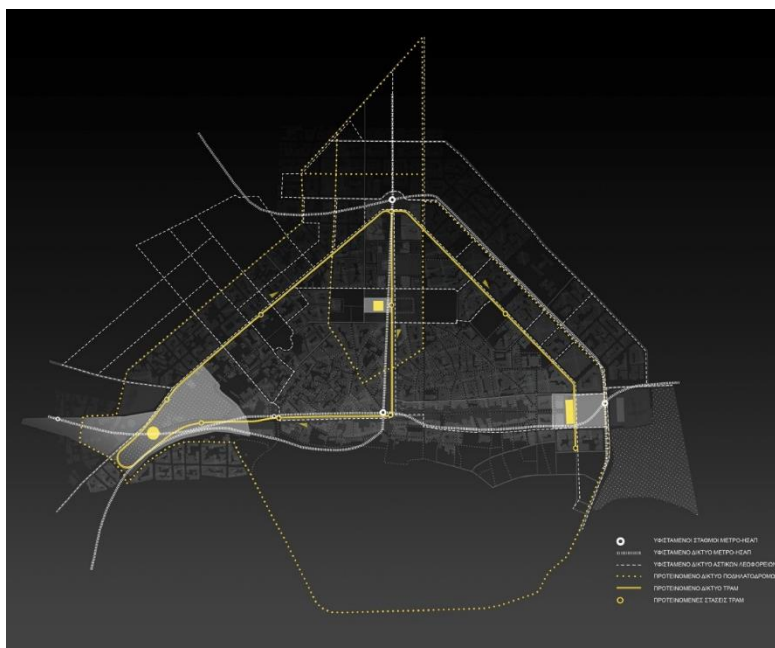 ΥΦΙΣΤΑΜΕΝΟΙ ΣΤΑΘΜΟΙ ΜΕΤΡΟ-ΗΣΑΠ
ΥΦΙΣΤΑΜΕΝΟ ΔΙΚΤΥΟ ΜΕΤΡΟ-ΗΣΑΠ
ΥΦΙΣΤΑΜΕΝΟ ΔΙΚΤΥΟ ΑΣΤΙΚΩΝ ΛΕΩΦΟΡΕΙΩΝ
ΠΡΟΤΕΙΝΟΜΕΝΟ ΔΙΚΤΥΟ ΠΟΔΗΛΑΤΟΔΡΟΜΟ
ΠΡΟΤΕΙΝΟΜΕΝΟ ΔΙΚΤΥΟ ΤΡΑΜ
ΠΡΟΤΕΙΝΟΜΕΝΕΣ ΣΤΑΣΕΙΣ ΤΡΑΜ